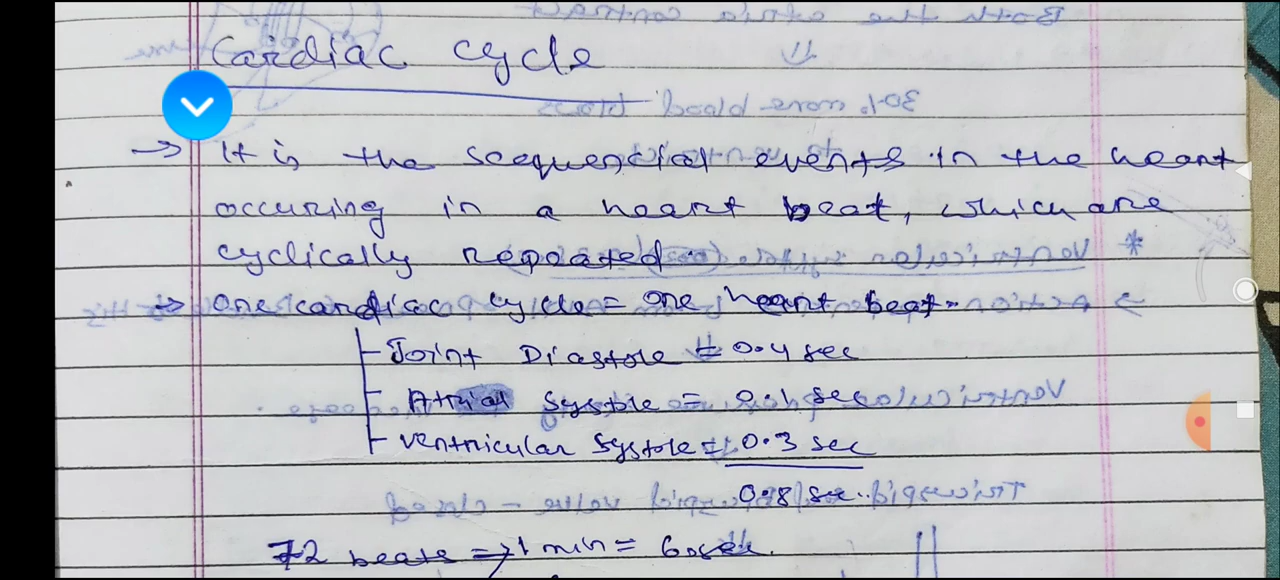 Cardiac cycle
→ It is the seequencial events in the heart
occuring in a heart beat, which are
cyclically repeated.
→ One cardiac cycle = one heart beat.
Joint Diastole = 0.4 sec
Atrial Systole = 0.1 sec
Ventricular Systole = 0.3 sec
0.8 sec.
72 beats → 1 min = 60 sec.